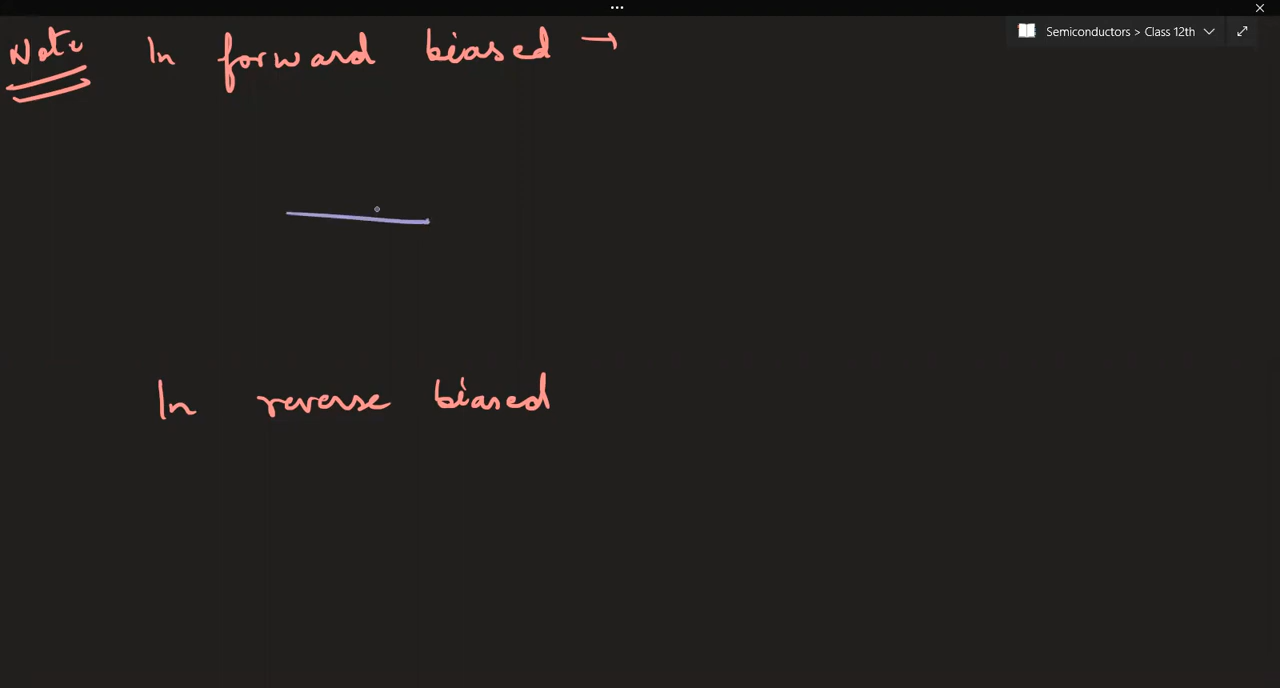 Semiconductors > Class 12th
Note In forward biased →
In reverse biased